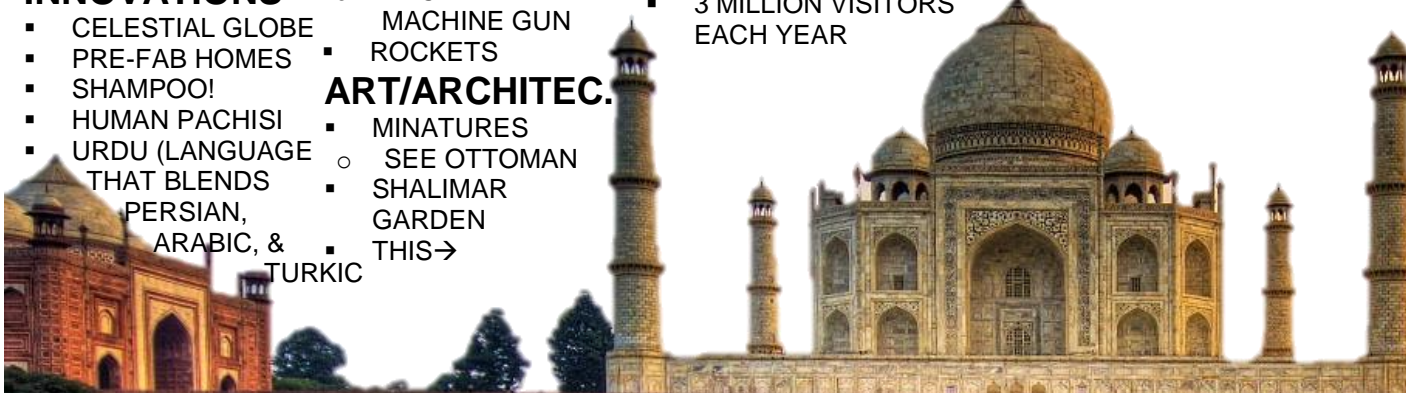 INNOVATIONS
▪ CELESTIAL GLOBE
▪ PRE-FAB HOMES
▪ SHAMPOO!
▪ HUMAN PACHISI
▪ URDU (LANGUAGE
THAT BLENDS
PERSIAN,
ARABIC, &
TURKIC
MACHINE GUN
▪ ROCKETS
ART/ARCHITEC.
▪ MINATURES
o SEE OTTOMAN
▪ SHALIMAR
GARDEN
▪ THIS→
▪ 3 MILLION VISITORS
EACH YEAR